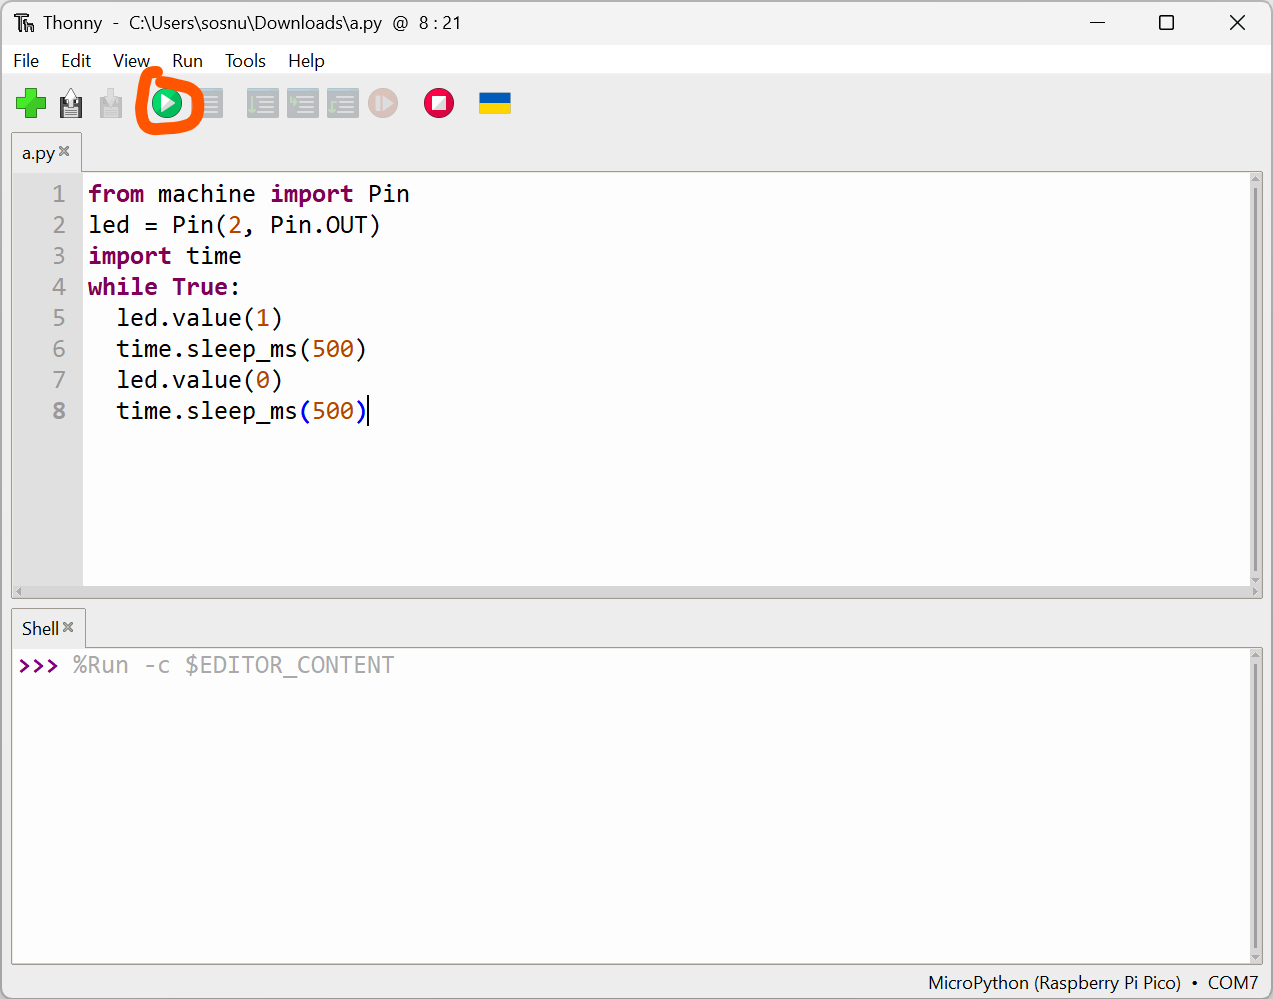 Thonny - C:\Users\sosnu\Downloads\a.py @ 8 : 21
File Edit View Run Tools Help
a.py
1 from machine import Pin
2 led = Pin(2, Pin.OUT)
3 import time
4 while True:
5   led.value(1)
6   time.sleep_ms(500)
7   led.value(0)
8   time.sleep_ms(500)
Shell
>>> %Run -c $EDITOR_CONTENT
MicroPython (Raspberry Pi Pico) • COM7